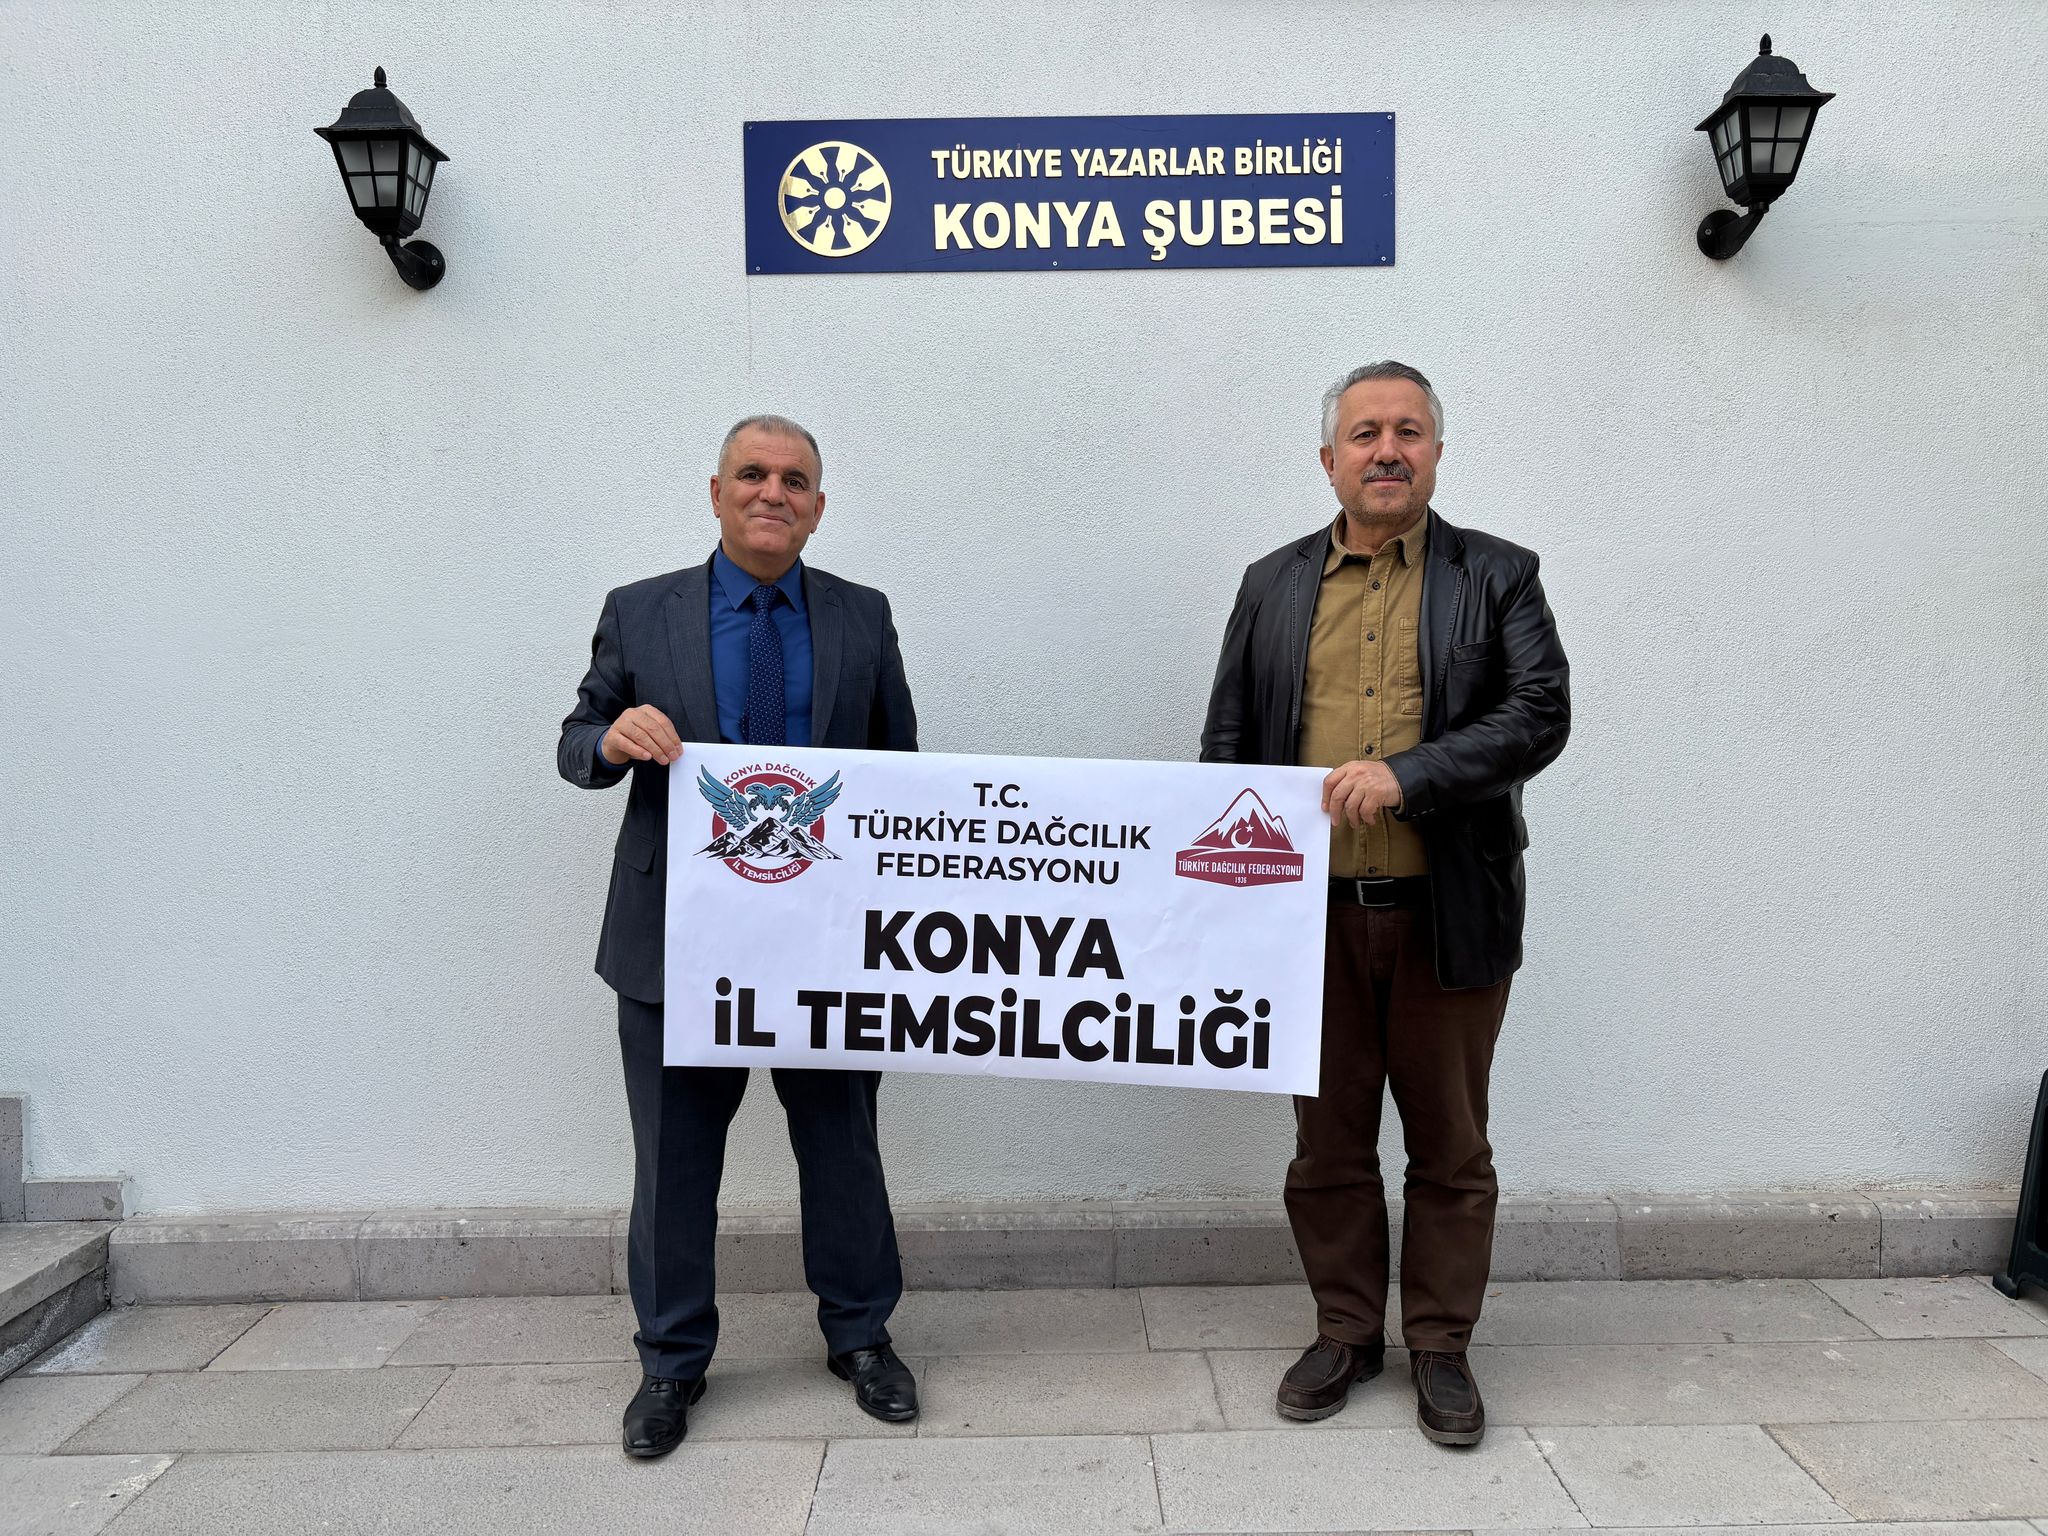 TÜRKİYE YAZARLAR BİRLİĞİ
KONYA ŞUBESİ
KONYA DAĞCILIK
İL TEMSİLCİLİĞİ
T.C.
TÜRKİYE DAĞCILIK
FEDERASYONU
TÜRKİYE DAĞCILIK FEDERASYONU
1936
KONYA
İL TEMSİLCİLİĞİ